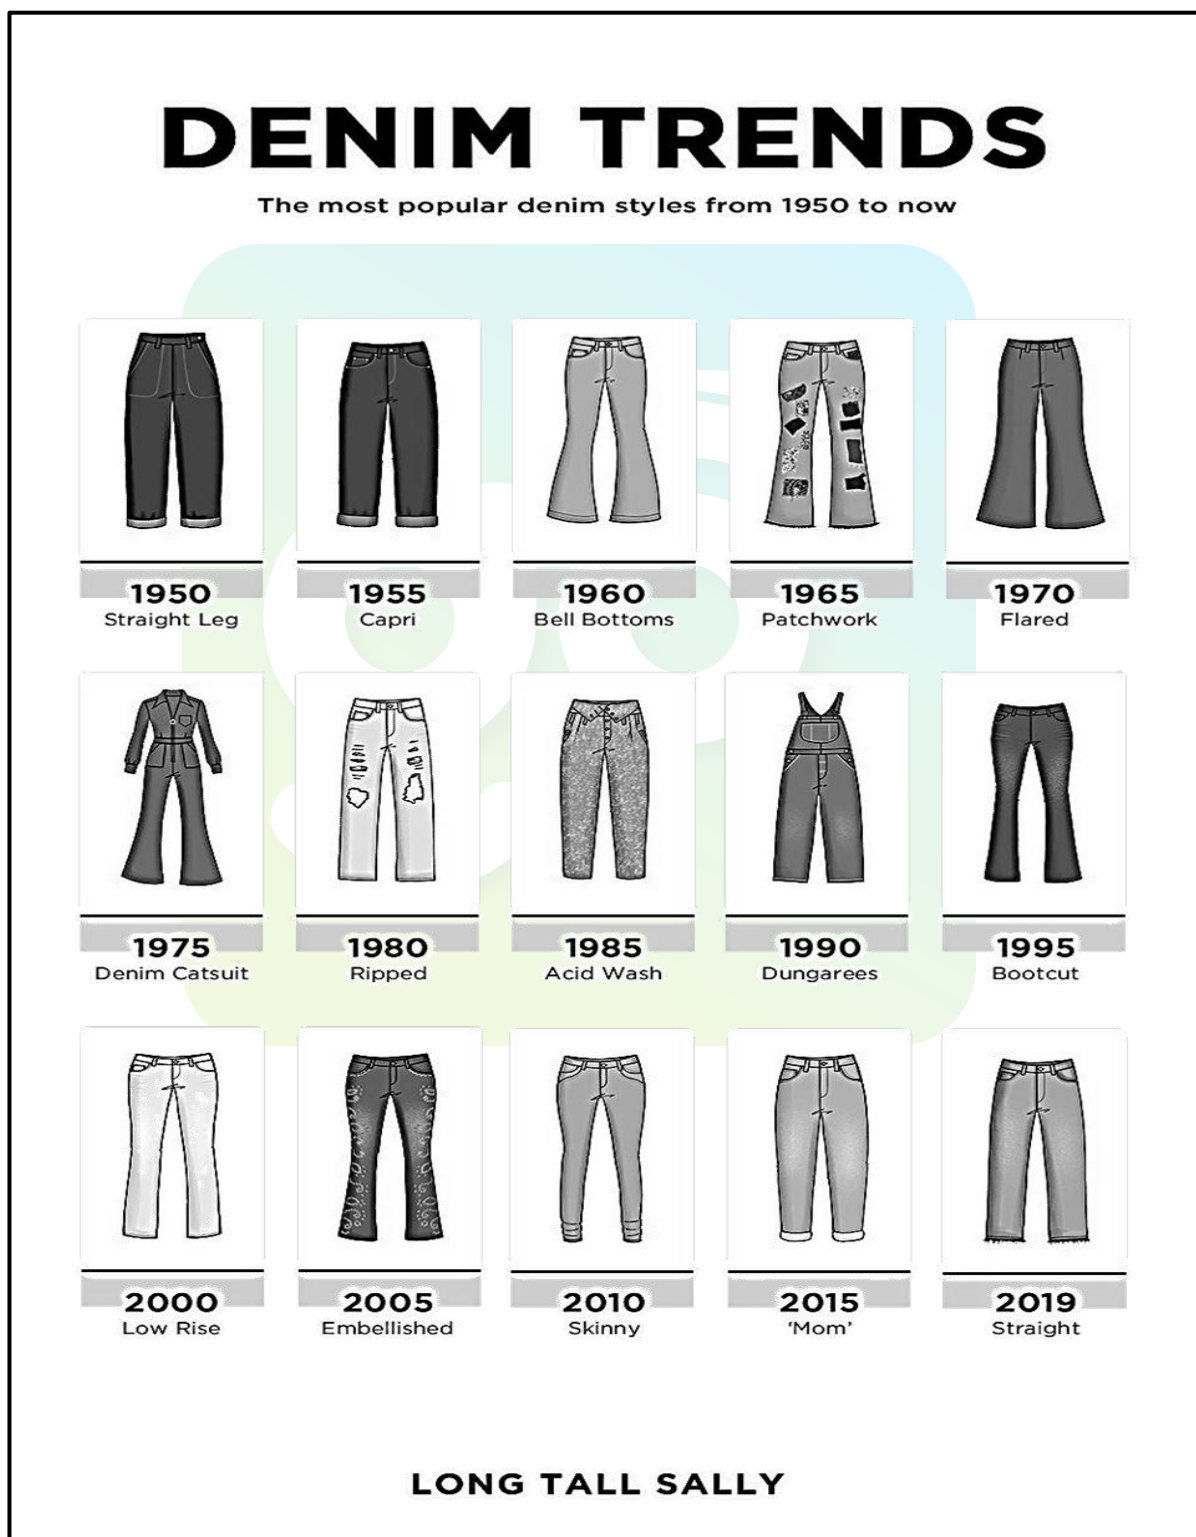 DENIM TRENDS
The most popular denim styles from 1950 to now
1950
Straight Leg
1955
Capri
1960
Bell Bottoms
1965
Patchwork
1970
Flared
1975
Denim Catsuit
1980
Ripped
1985
Acid Wash
1990
Dungarees
1995
Bootcut
2000
Low Rise
2005
Embellished
2010
Skinny
2015
‘Mom’
2019
Straight
LONG TALL SALLY